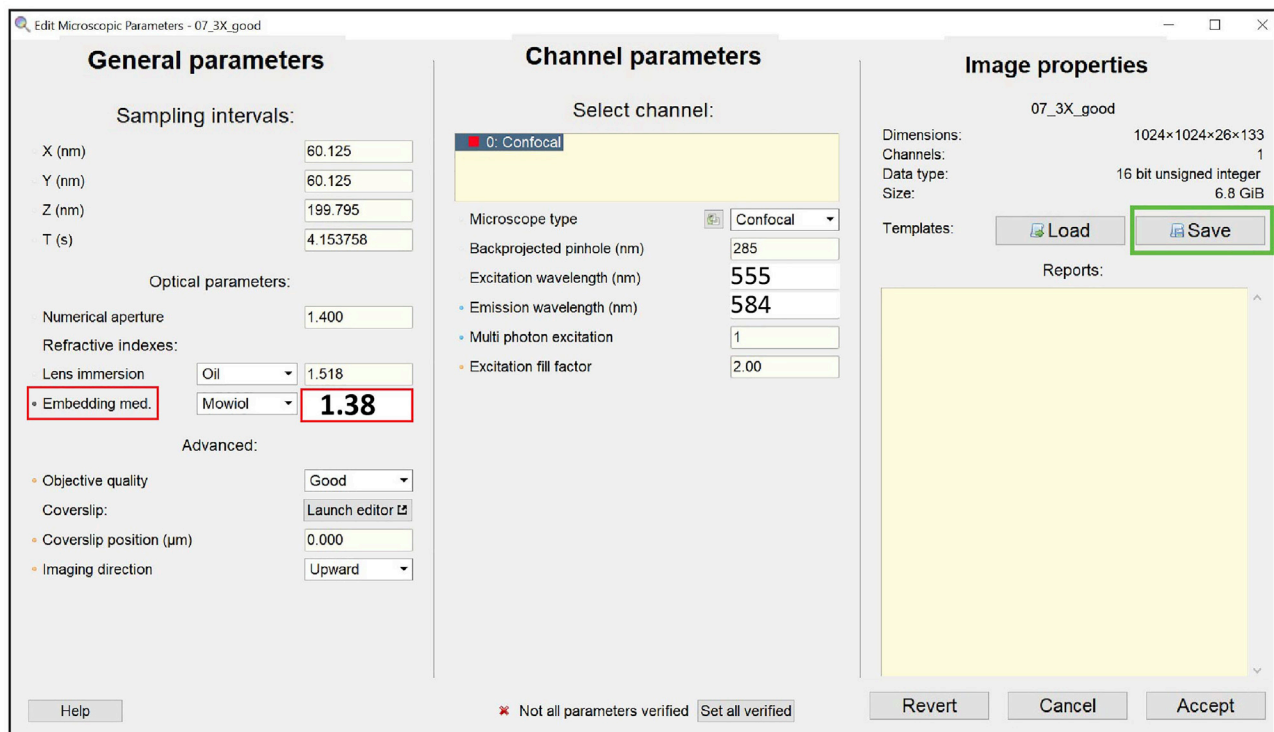 Edit Microscopic Parameters - 07_3X_good
General parameters
Sampling intervals:
X (nm) 60.125
Y (nm) 60.125
Z (nm) 199.795
T (s) 4.153758
Optical parameters:
Numerical aperture 1.400
Refractive indexes:
Lens immersion Oil 1.518
Embedding med. Mowiol 1.38
Advanced:
Objective quality Good
Coverslip: Launch editor
Coverslip position (µm) 0.000
Imaging direction Upward
Help
Channel parameters
Select channel:
0: Confocal
Microscope type Confocal
Backprojected pinhole (nm) 285
Excitation wavelength (nm) 555
Emission wavelength (nm) 584
Multi photon excitation 1
Excitation fill factor 2.00
Not all parameters verified Set all verified
Image properties
07_3X_good
Dimensions: 1024×1024×26×133
Channels: 1
Data type: 16 bit unsigned integer
Size: 6.8 GiB
Templates: Load Save
Reports:
Revert Cancel Accept